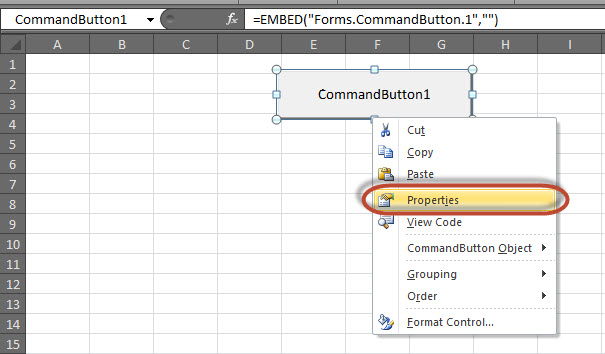 CommandButton1 fx =EMBED("Forms.CommandButton.1","")
A B C D E F G H I
1
2
CommandButton1
3
4
Cut
5
Copy
6
Paste
7
Properties
8
View Code
9
10
CommandButton Object
11
Grouping
12
Order
13
Format Control...
14
15